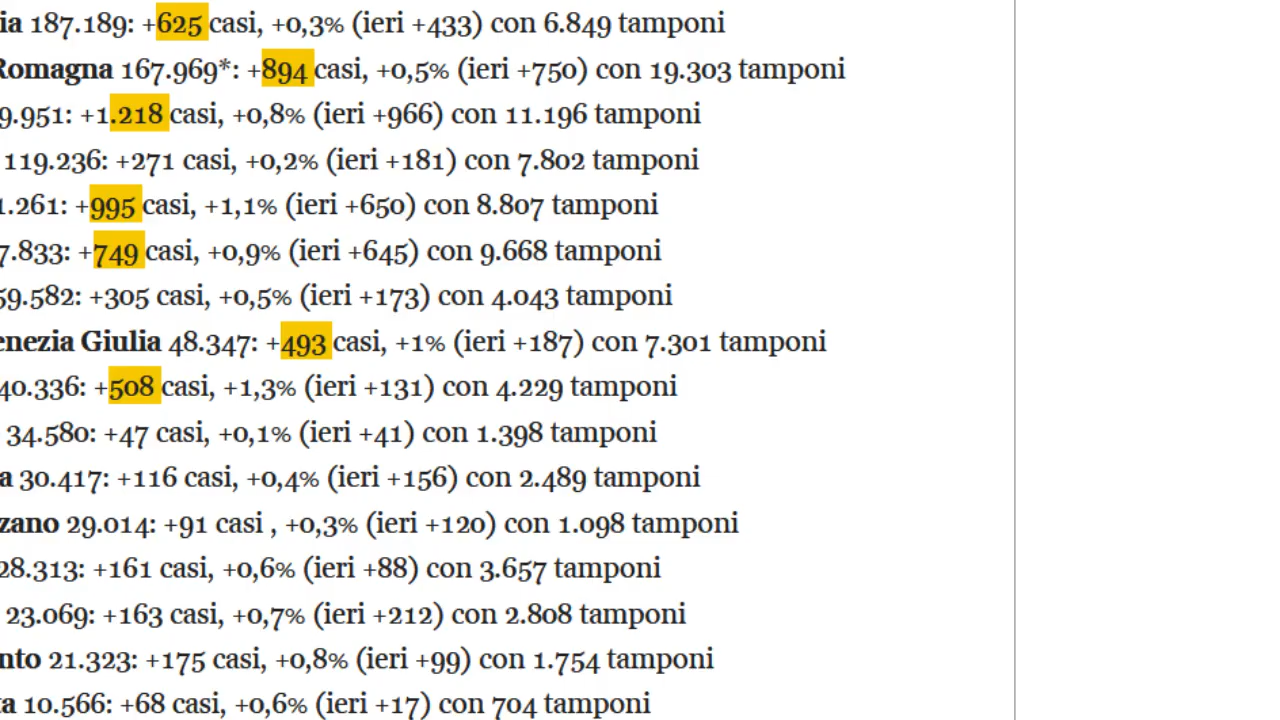 ia 187.189: +625 casi, +0,3% (ieri +433) con 6.849 tamponi
Romagna 167.969*: +894 casi, +0,5% (ieri +750) con 19.303 tamponi
9.951: +1.218 casi, +0,8% (ieri +966) con 11.196 tamponi
119.236: +271 casi, +0,2% (ieri +181) con 7.802 tamponi
1.261: +995 casi, +1,1% (ieri +650) con 8.807 tamponi
7.833: +749 casi, +0,9% (ieri +645) con 9.668 tamponi
59.582: +305 casi, +0,5% (ieri +173) con 4.043 tamponi
enezia Giulia 48.347: +493 casi, +1% (ieri +187) con 7.301 tamponi
40.336: +508 casi, +1,3% (ieri +131) con 4.229 tamponi
34.580: +47 casi, +0,1% (ieri +41) con 1.398 tamponi
a 30.417: +116 casi, +0,4% (ieri +156) con 2.489 tamponi
zano 29.014: +91 casi , +0,3% (ieri +120) con 1.098 tamponi
28.313: +161 casi, +0,6% (ieri +88) con 3.657 tamponi
23.069: +163 casi, +0,7% (ieri +212) con 2.808 tamponi
nto 21.323: +175 casi, +0,8% (ieri +99) con 1.754 tamponi
ta 10.566: +68 casi, +0,6% (ieri +17) con 704 tamponi